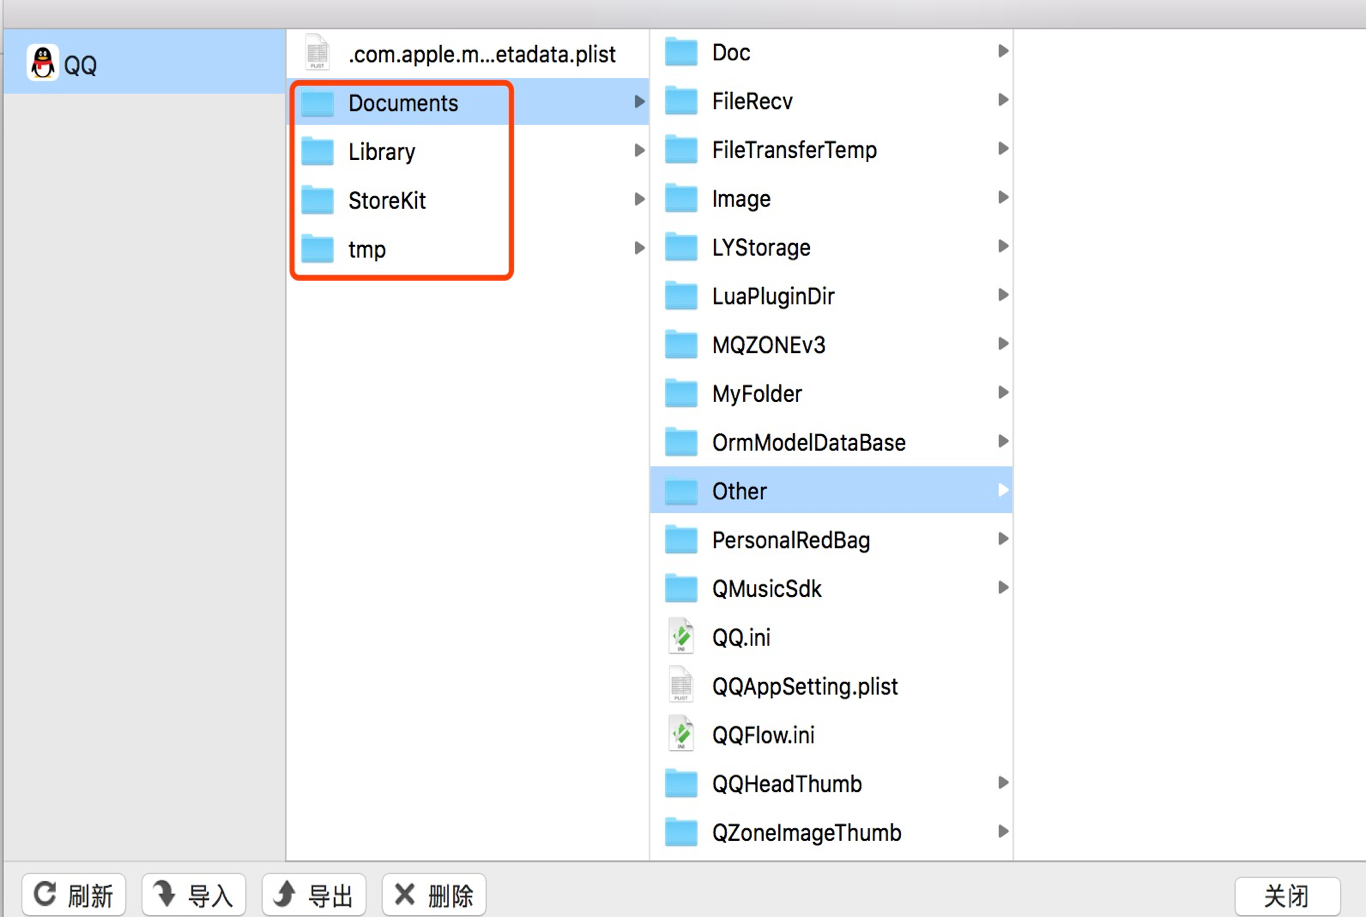 QQ
.com.apple.m...etadata.plist
Documents
Library
StoreKit
tmp
Doc
FileRecv
FileTransferTemp
Image
LYStorage
LuaPluginDir
MQZONEv3
MyFolder
OrmModelDataBase
Other
PersonalRedBag
QMusicSdk
QQ.ini
QQAppSetting.plist
QQFlow.ini
QQHeadThumb
QZoneImageThumb
刷新 导入 导出 删除 关闭